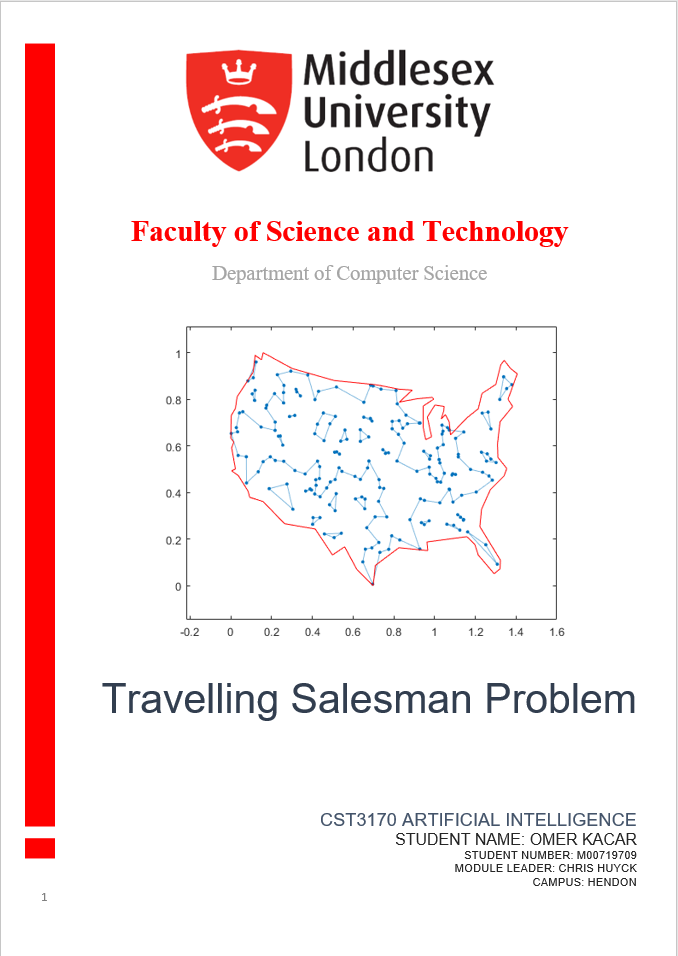 Middlesex
University
London
Faculty of Science and Technology
Department of Computer Science
1
0.8
0.6
0.4
0.2
0
-0.2 0 0.2 0.4 0.6 0.8 1 1.2 1.4 1.6
Travelling Salesman Problem
CST3170 ARTIFICIAL INTELLIGENCE
STUDENT NAME: OMER KACAR
STUDENT NUMBER: M00719709
MODULE LEADER: CHRIS HUYCK
CAMPUS: HENDON
1